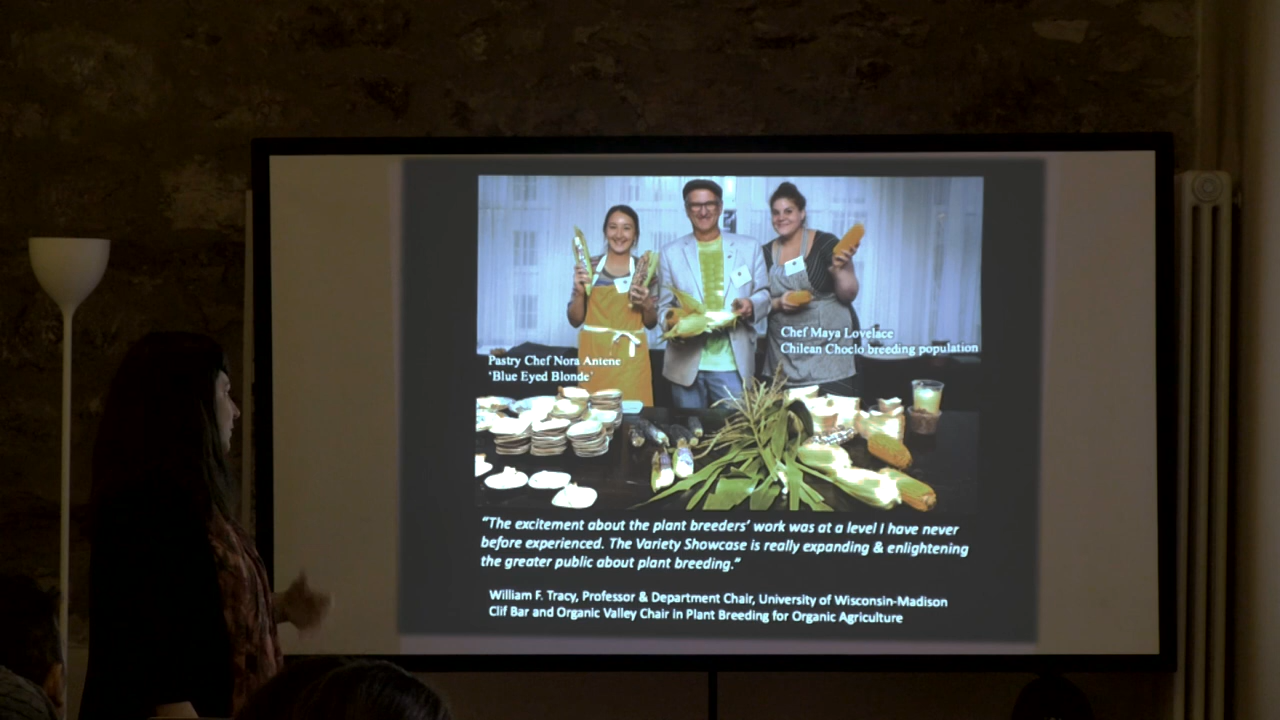 Pastry Chef Nora Antene
'Blue Eyed Blonde'
Chef Maya Lovelace
Chilean Choclo breeding population
"The excitement about the plant breeders' work was at a level I have never
before experienced. The Variety Showcase is really expanding & enlightening
the greater public about plant breeding."
William F. Tracy, Professor & Department Chair, University of Wisconsin-Madison
Clif Bar and Organic Valley Chair in Plant Breeding for Organic Agriculture